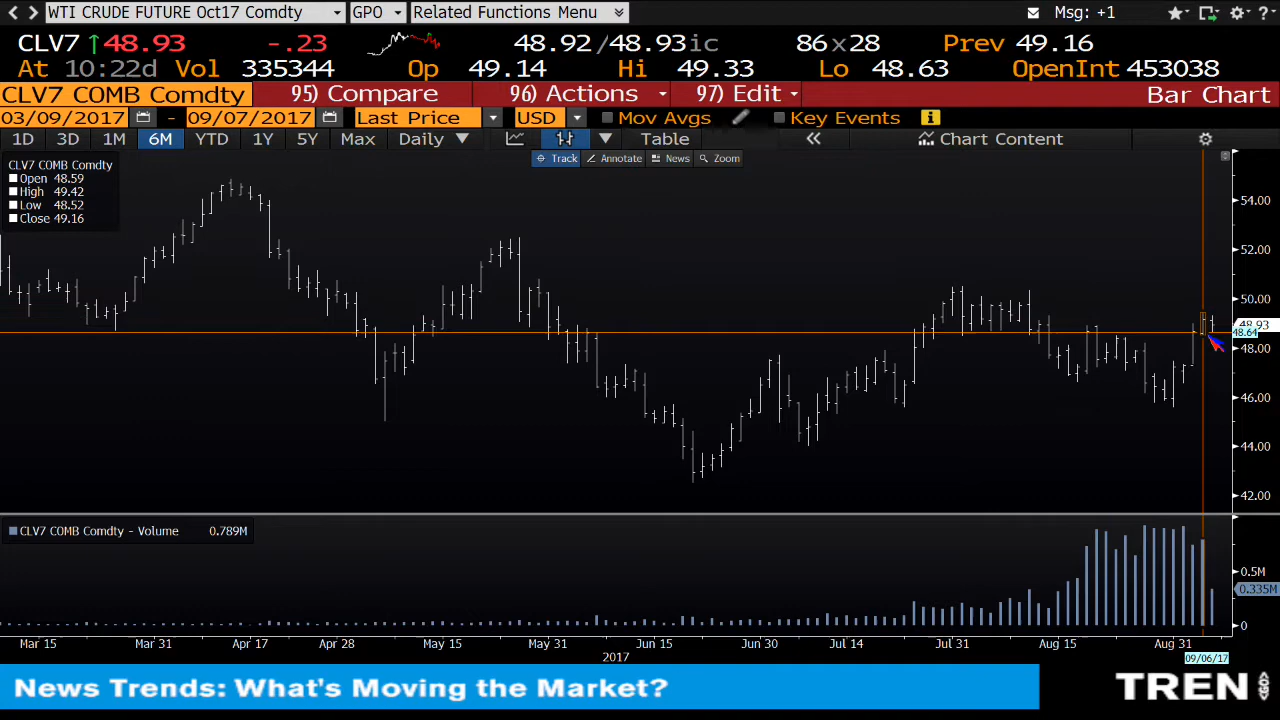 WTI CRUDE FUTURE Oct17 Comdty GPO Related Functions Menu Msg: +1 ?
CLV7 ↑48.93 -.23 48.92/48.93ic 86x28 Prev 49.16
At 10:22d Vol 335344 Op 49.14 Hi 49.33 Lo 48.63 OpenInt 453038
CLV7 COMB Comdty 95) Compare 96) Actions 97) Edit Bar Chart
03/09/2017 - 09/07/2017 Last Price USD Mov Avgs Key Events i
1D 3D 1M 6M YTD 1Y 5Y Max Daily Table « Chart Content
Track Annotate News Zoom
CLV7 COMB Comdty
Open 48.59
High 49.42
Low 48.52
Close 49.16
54.00
52.00
50.00
48.93
48.64
48.00
46.00
44.00
42.00
CLV7 COMB Comdty - Volume 0.789M
0.5M
0.335M
0
Mar 15 Mar 31 Apr 17 Apr 28 May 15 May 31 Jun 15 Jun 30 Jul 14 Jul 31 Aug 15 Aug 31
2017 09/06/17
News Trends: What's Moving the Market? TREN